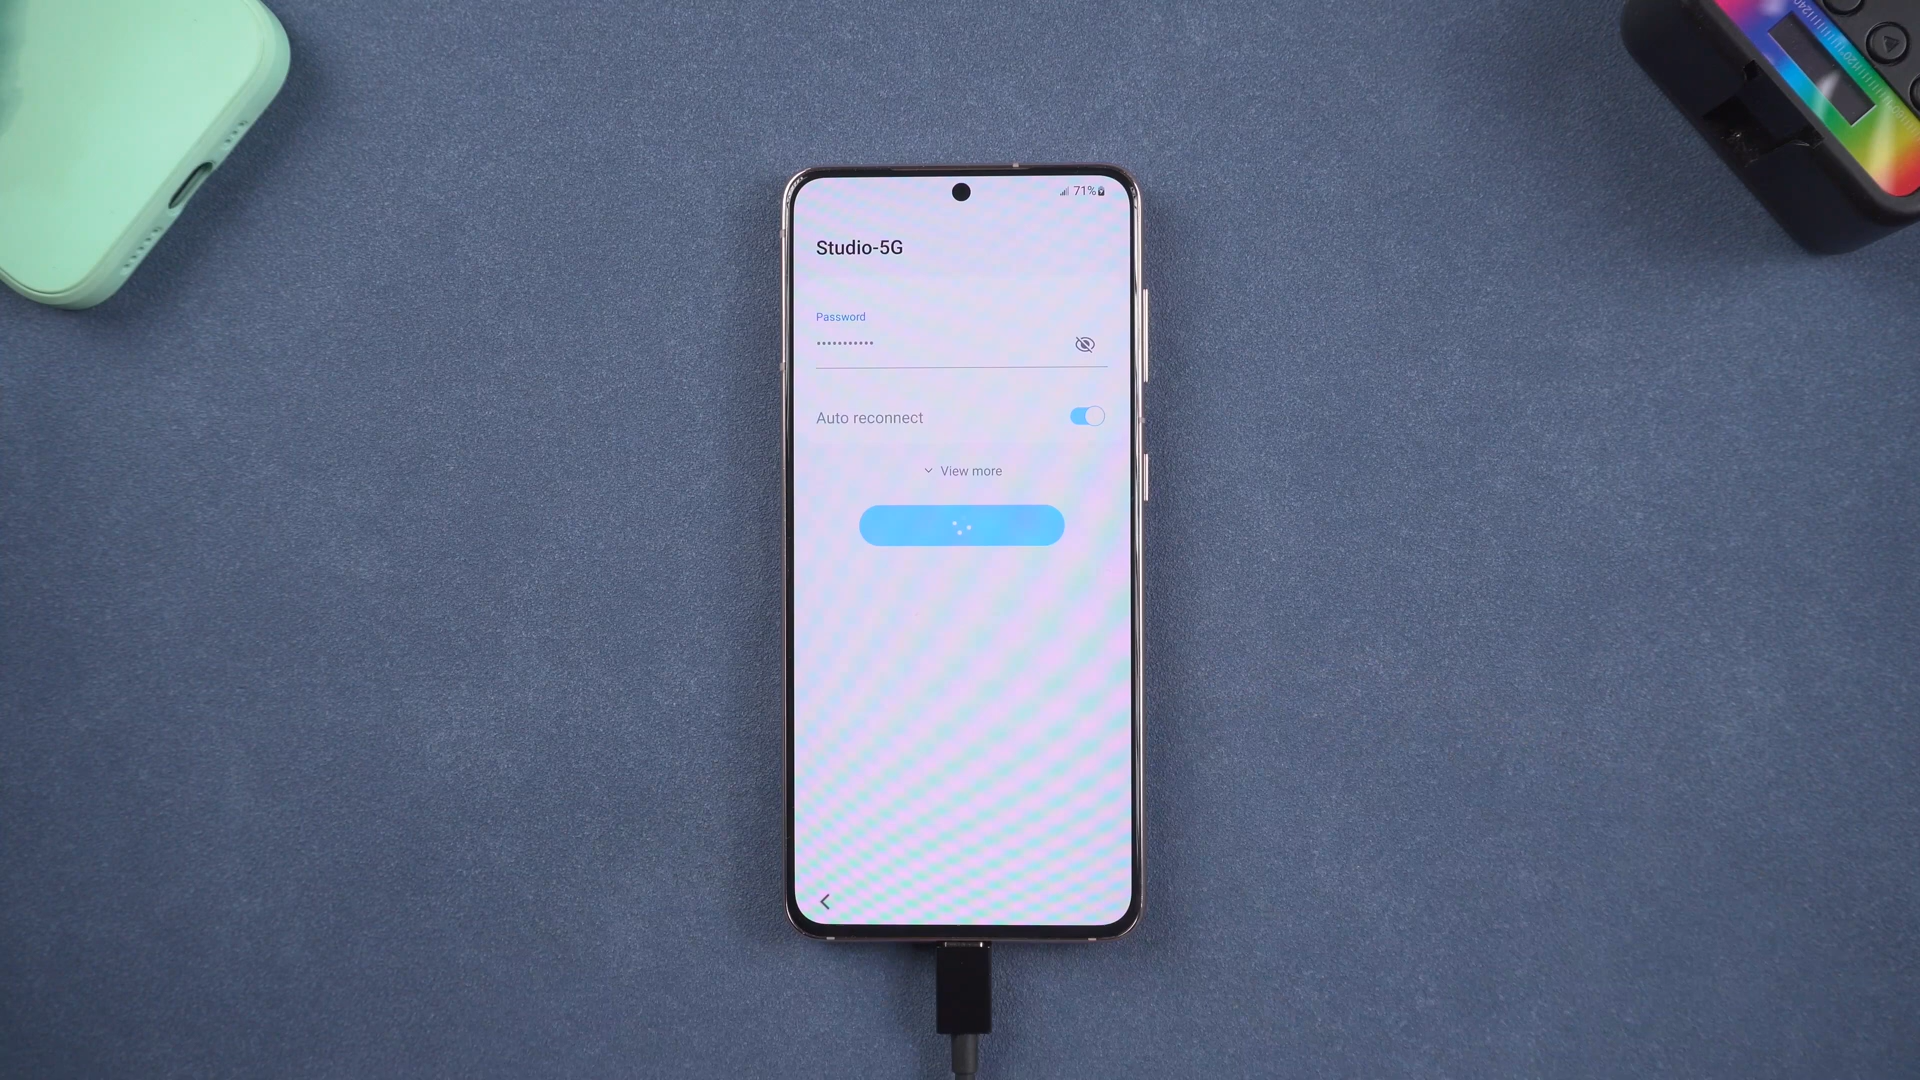 71%
Studio-5G
Password
•••••••••••
Auto reconnect
View more